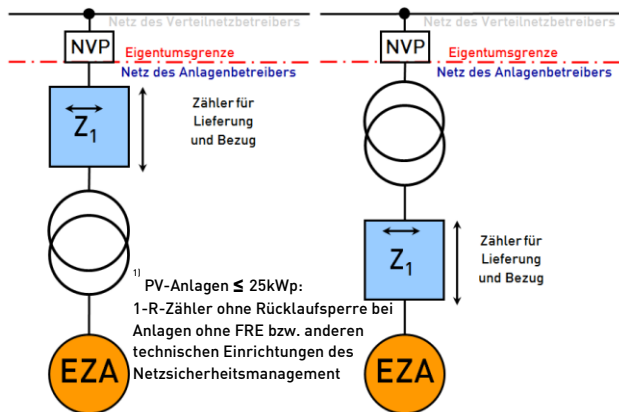 Netz des Verteilnetzbetreibers
NVP
Eigentumsgrenze
Netz des Anlagenbetreibers
Z1
Zähler für
Lieferung
und Bezug
1) PV-Anlagen ≤ 25kWp:
1-R-Zähler ohne Rücklaufsperre bei
Anlagen ohne FRE bzw. anderen
technischen Einrichtungen des
Netzsicherheitsmanagement
EZA
Netz des Verteilnetzbetreibers
NVP
Eigentumsgrenze
Netz des Anlagenbetreibers
Z1
Zähler für
Lieferung
und Bezug
EZA